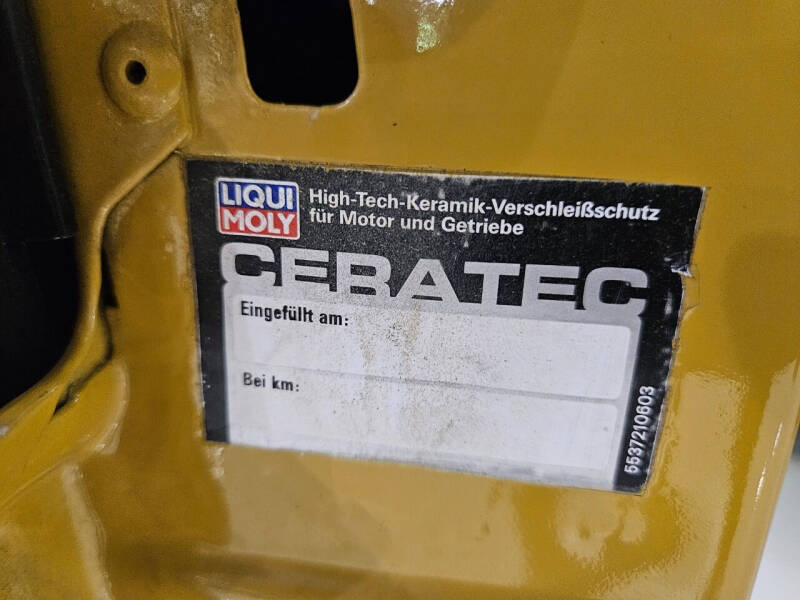 LIQUI
MOLY
High-Tech-Keramik-Verschleißschutz
für Motor und Getriebe
CERATEC
Eingefüllt am:
Bei km:
5537210603